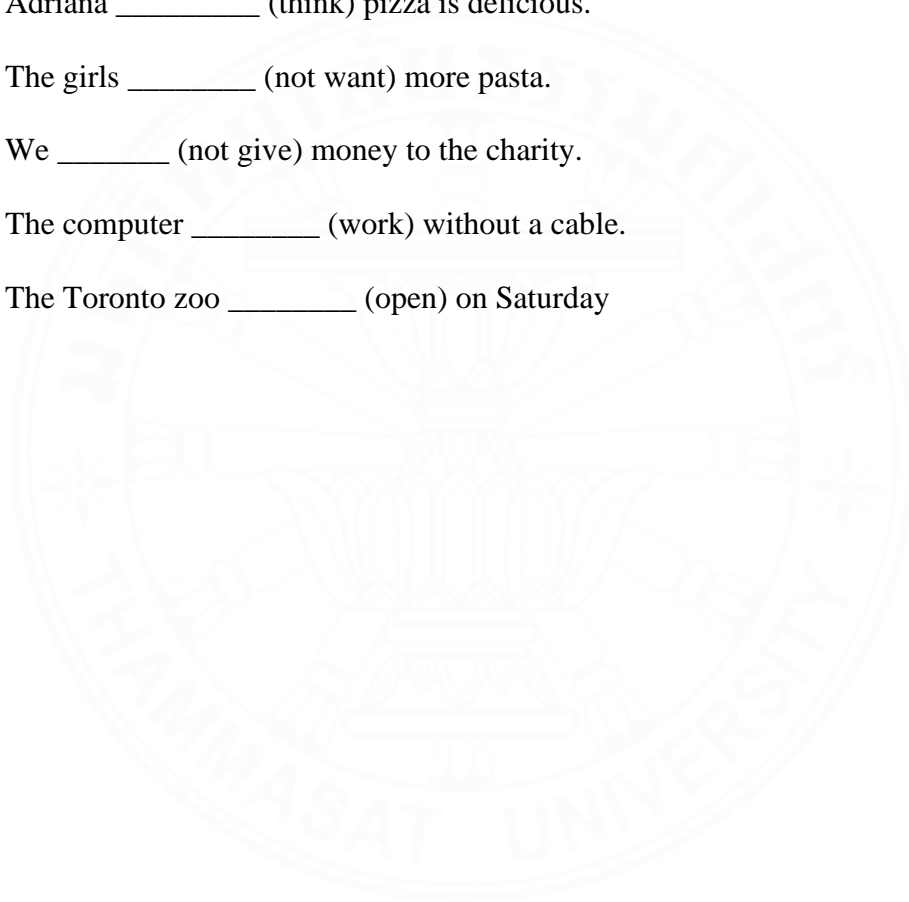 Adriana _________ (think) pizza is delicious.
The girls ________ (not want) more pasta.
We _______ (not give) money to the charity.
The computer ________ (work) without a cable.
The Toronto zoo ________ (open) on Saturday
THAMMASAT UNIVERSITY